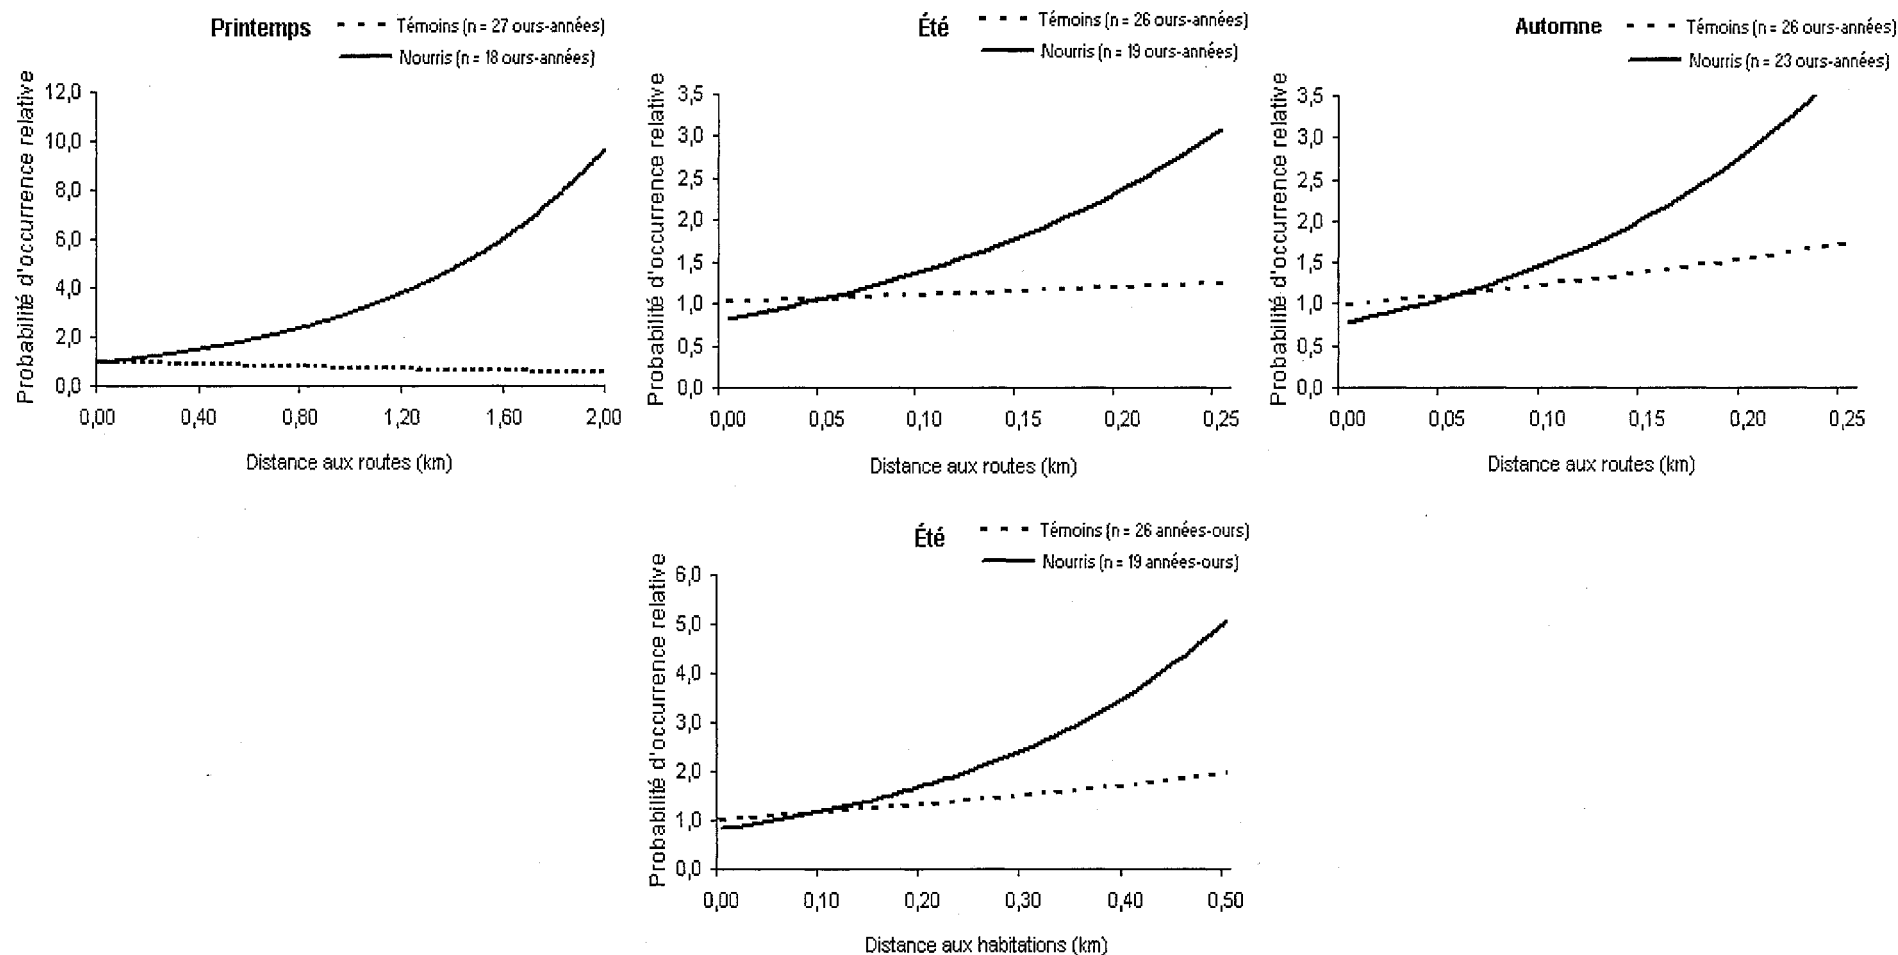 Printemps
Témoins (n = 27 ours-années)
Nourris (n = 18 ours-années)
Probabilité d'occurrence relative
12,0
10,0
8,0
6,0
4,0
2,0
0,0
0,00 0,40 0,80 1,20 1,60 2,00
Distance aux routes (km)
Été
Témoins (n = 26 ours-années)
Nourris (n = 19 ours-années)
Probabilité d'occurrence relative
3,5
3,0
2,5
2,0
1,5
1,0
0,5
0,0
0,00 0,05 0,10 0,15 0,20 0,25
Distance aux routes (km)
Automne
Témoins (n = 26 ours-années)
Nourris (n = 23 ours-années)
Probabilité d'occurrence relative
3,5
3,0
2,5
2,0
1,5
1,0
0,5
0,0
0,00 0,05 0,10 0,15 0,20 0,25
Distance aux routes (km)
Été
Témoins (n = 26 années-ours)
Nourris (n = 19 années-ours)
Probabilité d'occurrence relative
6,0
5,0
4,0
3,0
2,0
1,0
0,0
0,00 0,10 0,20 0,30 0,40 0,50
Distance aux habitations (km)